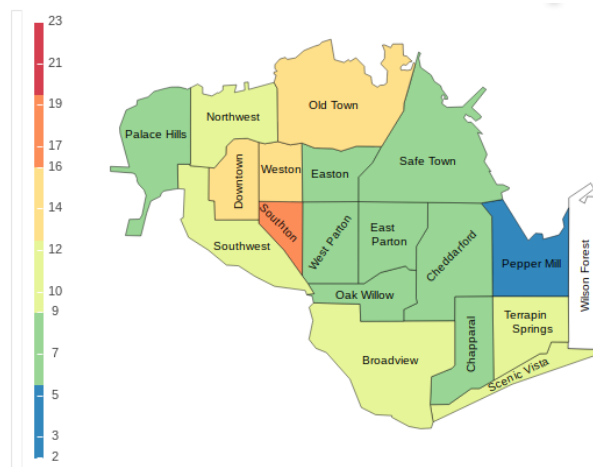 23
21
19
17
16
14
12
10
9
7
5
3
2
Old Town
Northwest
Palace Hills
Safe Town
Weston
Easton
Downtown
Southton
Southwest
West Parton
East
Parton
Cheddarford
Pepper Mill
Wilson Forest
Oak Willow
Terrapin
Springs
Chapparal
Broadview
Scenic Vista